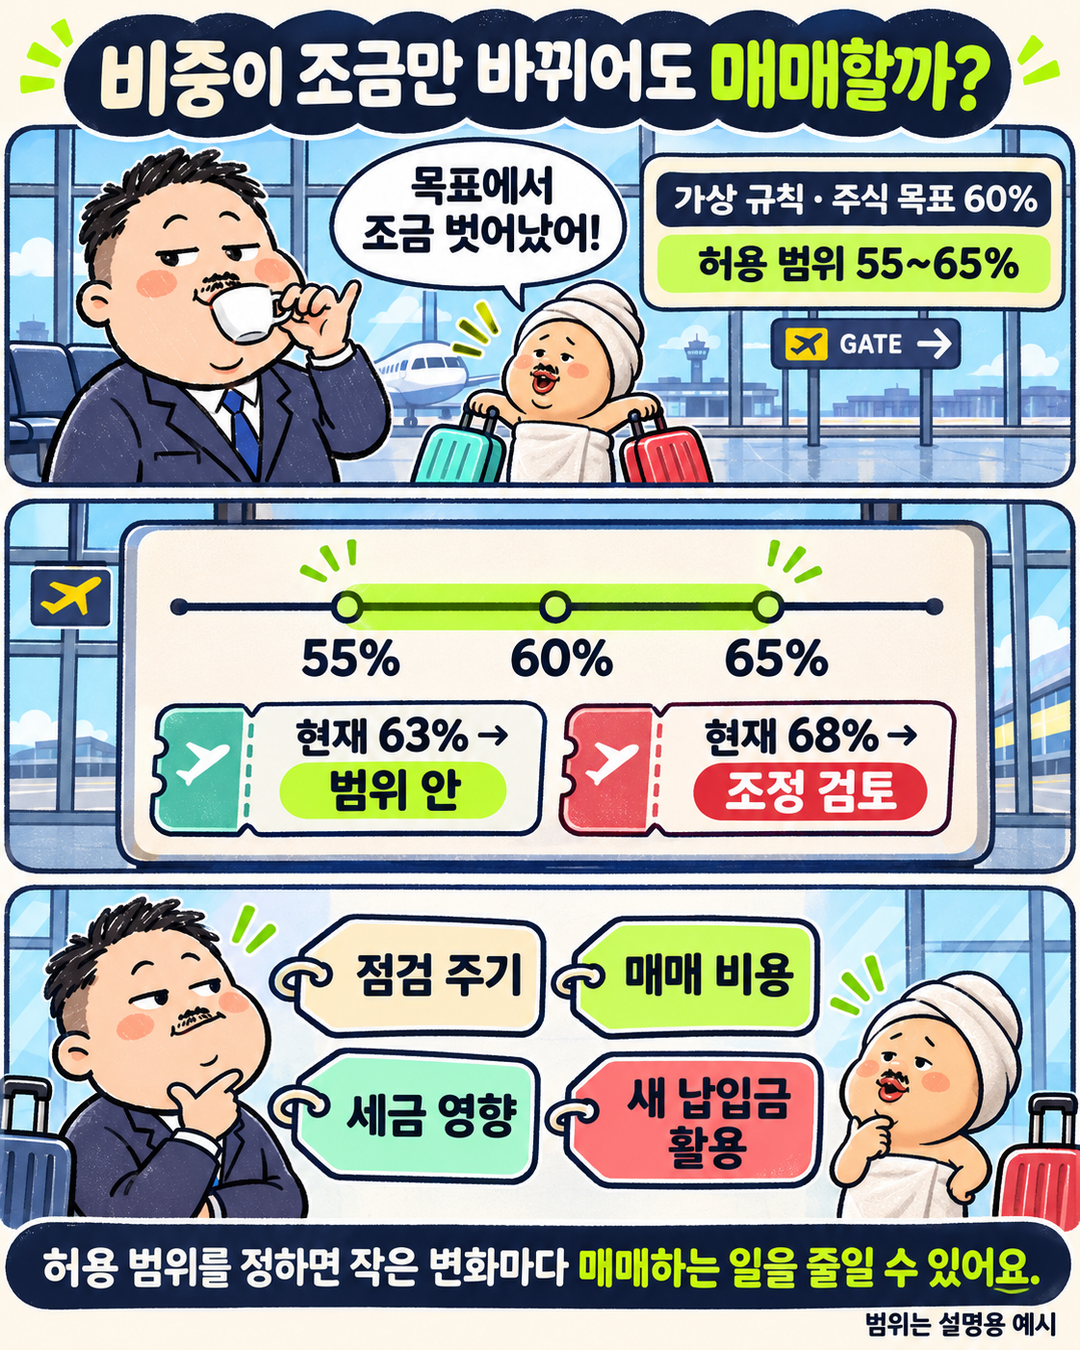 비중이 조금만 바뀌어도 매매할까?
목표에서
조금 벗어났어!
가상 규칙 · 주식 목표 60%
허용 범위 55~65%
GATE →
55% 60% 65%
현재 63% →
범위 안
현재 68% →
조정 검토
점검 주기
매매 비용
세금 영향
새 납입금
활용
허용 범위를 정하면 작은 변화마다 매매하는 일을 줄일 수 있어요.
범위는 설명용 예시